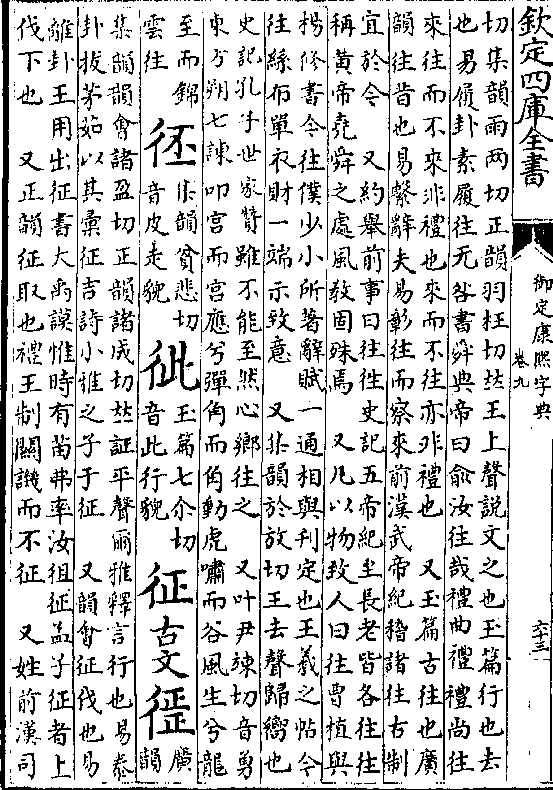 欽定四庫全書
御定康熙字典
卷九
六十三
切集韻雨兩切正韻羽枉切𠀤王上聲說文之也玉篇行也去
也易履卦素履往无咎書舜典帝曰俞汝往哉禮曲禮禮尚往
來往而不來非禮也來而不往亦非禮也 又玉篇古往也廣
韻往昔也易繫辭夫易彰往而察來前漢武帝紀稽諸往古制
宜於今 又約舉前事曰往往史記五帝紀至長老皆各往往
稱黄帝堯舜之處風教固殊焉 又凡以物致人曰往曹植與
楊修書今往僕少小所著辭賦一通相與刊定也王羲之帖今
往絲布單衣財一端示致意 又集韻於放切王去聲歸嚮也
史記孔子世家贊雖不能至然心鄉往之 又叶尹竦切音勇
東方朔七諫叩宮而宮應兮彈角而角動虎嘯而谷風生兮龍
至而錦
雲往
集韻貧悲切
音皮走貌
玉篇七尒切
音此行貌
征
古文
廣韻
集韻韻會諸盈切正韻諸成切𠀤証平聲爾雅釋言行也易泰
卦拔茅茹以其彙征吉詩小雅之子于征 又韻會征伐也易
離卦王用出征書大禹謨惟時有苗弗率汝徂征孟子征者上
伐下也 又正韻征取也禮王制關譏而不征 又姓前漢司